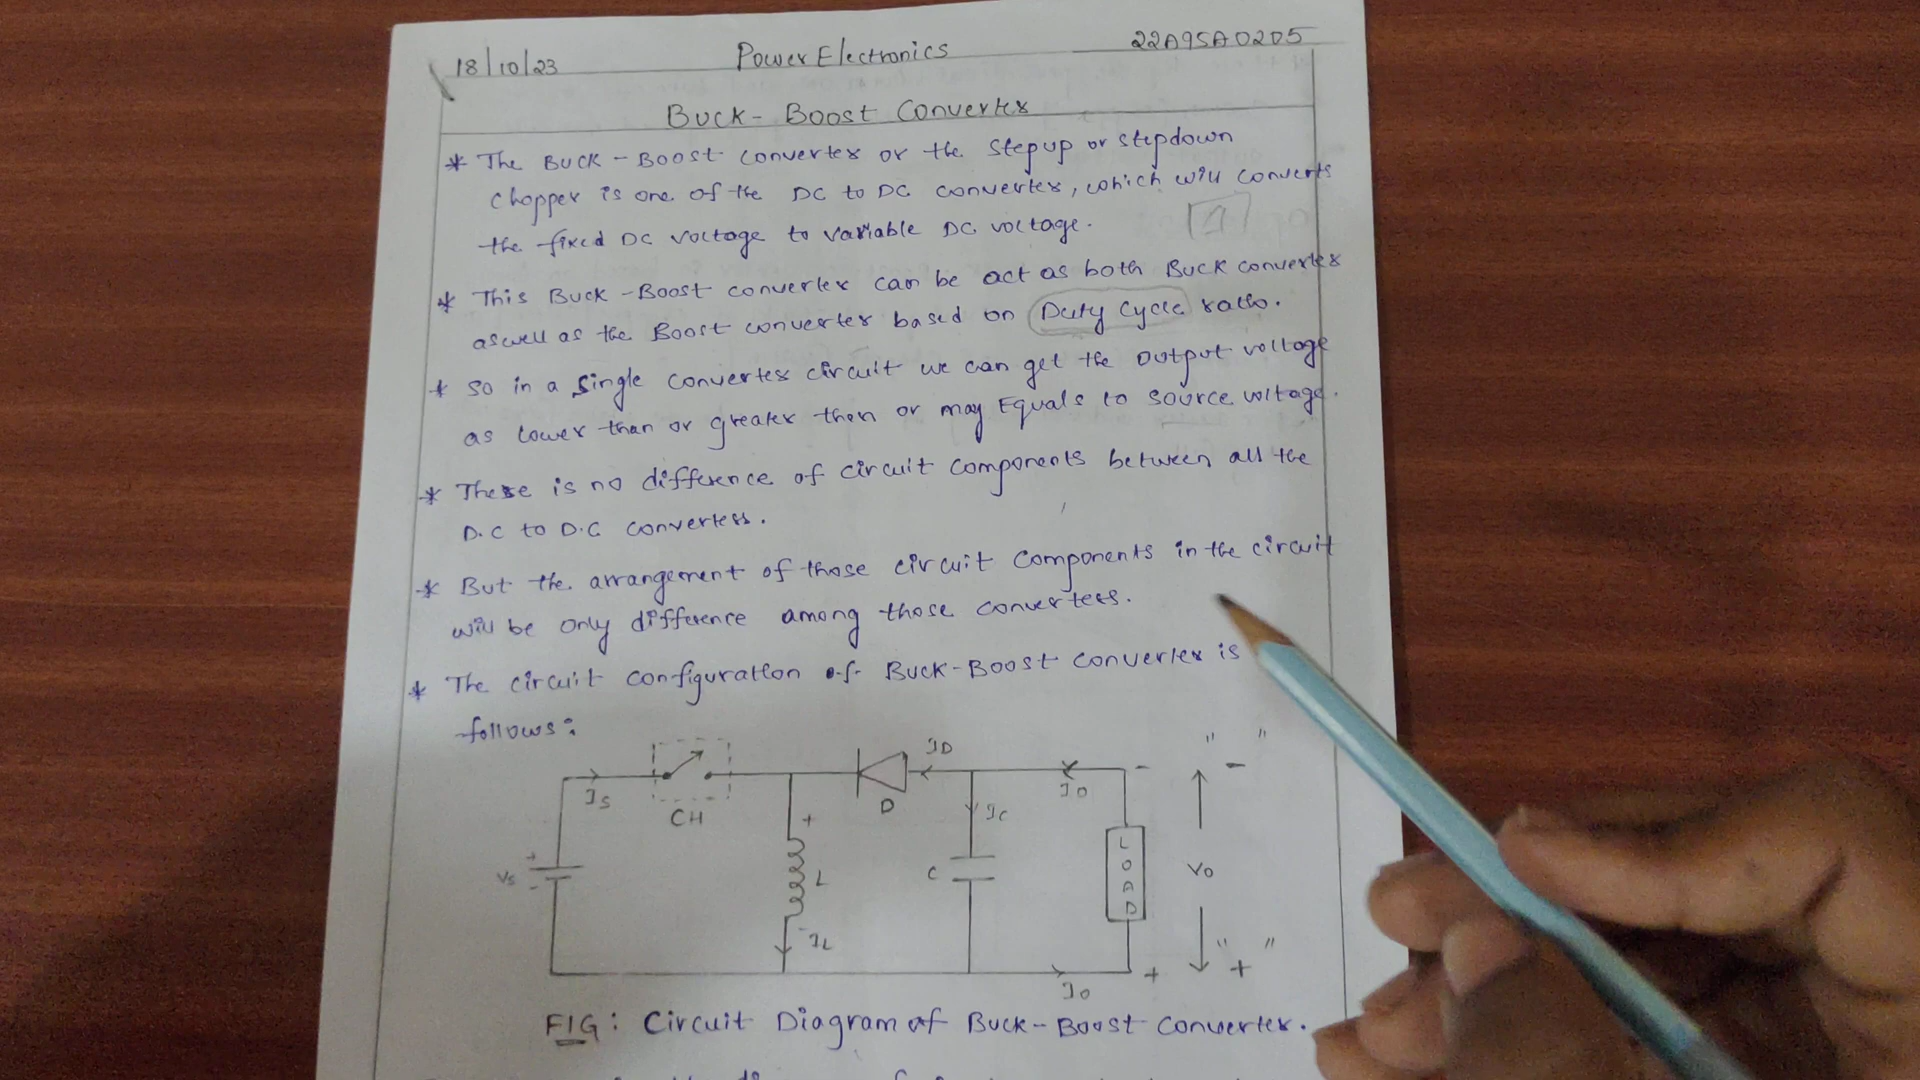 18/10/23 Power Electronics 22A95A0205
Buck-Boost Converter
* The Buck-Boost converter or the stepup or stepdown
chopper is one of the DC to DC converter, which will converts
the fixed DC voltage to variable DC voltage.
* This Buck-Boost converter can be act as both Buck converter
aswell as the Boost converter based on Duty Cycle ratio.
* So in a single converter circuit we can get the output voltage
as lower than or greater than or may Equals to source voltage.
* There is no difference of circuit components between all the
D.C to D.C converters.
* But the arrangement of those circuit components in the circuit
will be only difference among those converters.
* The circuit configuration of Buck-Boost converter is
follows:
IS CH D ID IO - " - "
+ IC
Vs + - L C LOAD Vo
IL
IO + " + "
FIG: Circuit Diagram of Buck-Boost converter.